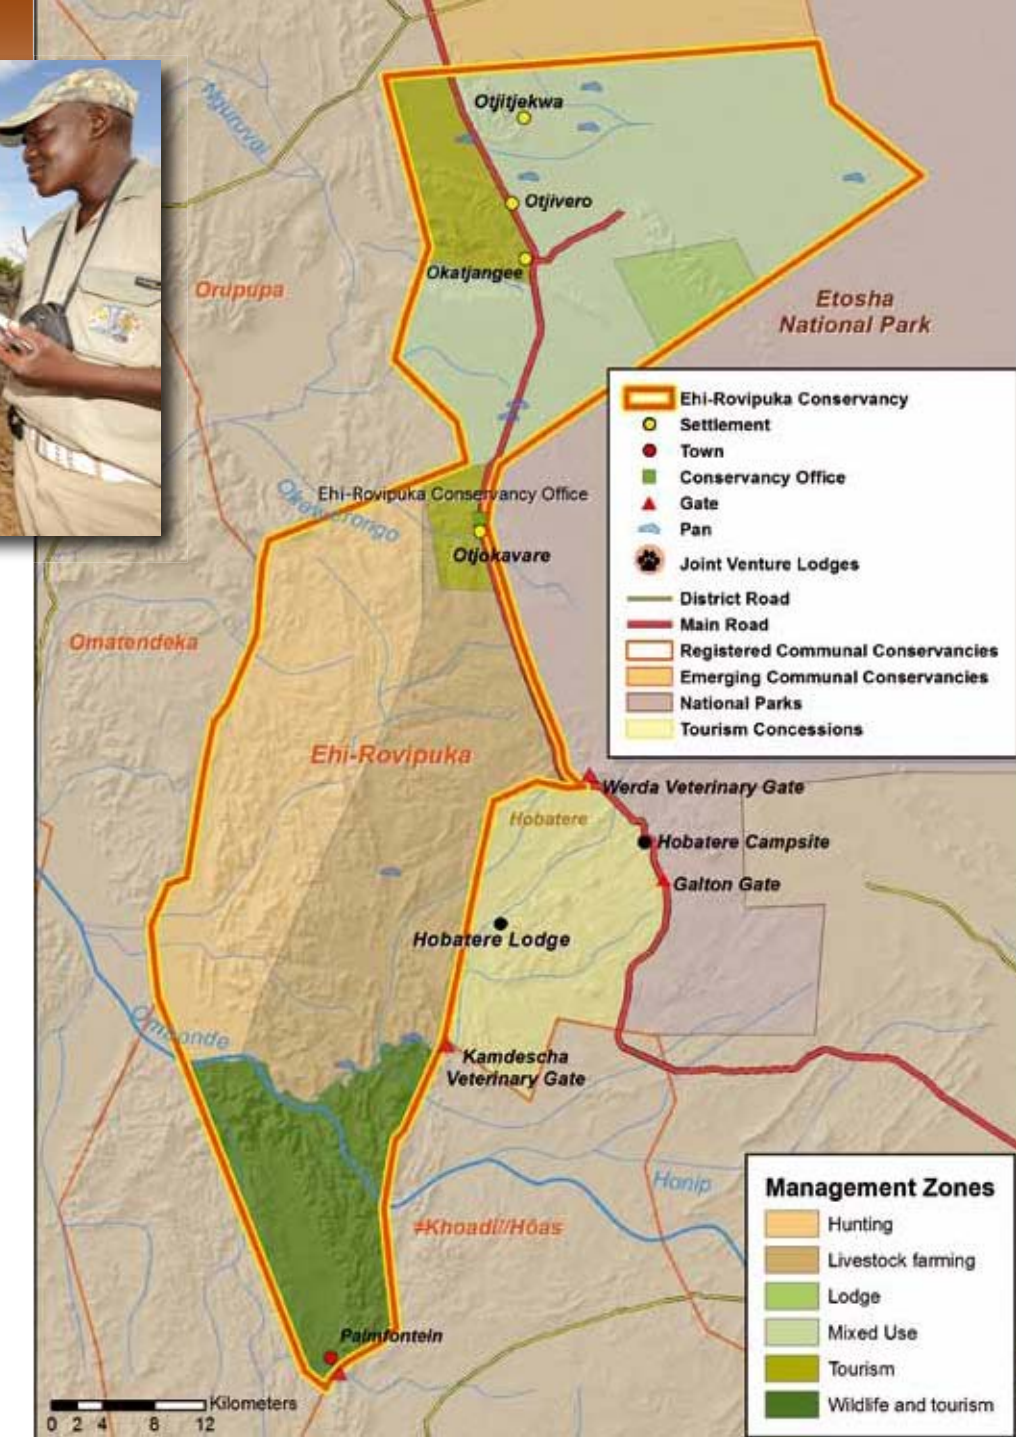 Otjitjekwa
Nguruvai
Otjivero
Okatjangee
Orupupa
Etosha
National Park
Ehi-Rovipuka Conservancy
Settlement
Town
Conservancy Office
Gate
Pan
Joint Venture Lodges
District Road
Main Road
Registered Communal Conservancies
Emerging Communal Conservancies
National Parks
Tourism Concessions
Ehi-Rovipuka Conservancy Office
Otjokavare
Omatendeka
Ehi-Rovipuka
Werda Veterinary Gate
Hobatere
Hobatere Campsite
Galton Gate
Hobatere Lodge
Kamdescha
Veterinary Gate
Honip
≠Khoadi//Hôas
Palmfontein
Kilometers
0 2 4 8 12
Management Zones
Hunting
Livestock farming
Lodge
Mixed Use
Tourism
Wildlife and tourism